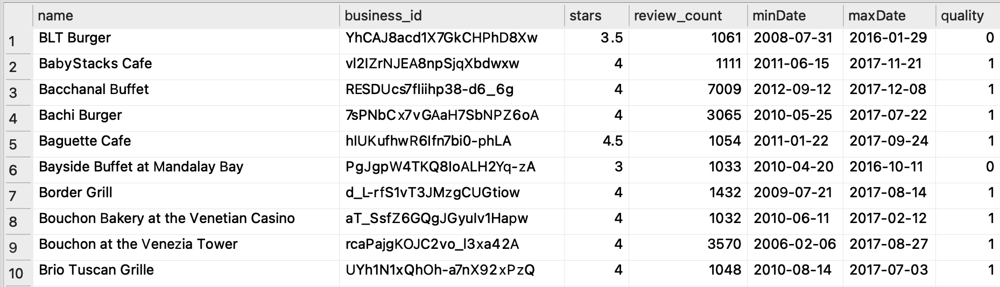 name business_id stars review_count minDate maxDate quality
1 BLT Burger YhCAJ8acd1X7GkCHPhD8Xw 3.5 1061 2008-07-31 2016-01-29 0
2 BabyStacks Cafe vI2IZrNJEA8npSjqXbdwxw 4 1111 2011-06-15 2017-11-21 1
3 Bacchanal Buffet RESDUcs7fIiihp38-d6_6g 4 7009 2012-09-12 2017-12-08 1
4 Bachi Burger 7sPNbCx7vGAaH7SbNPZ6oA 4 3065 2010-05-25 2017-07-22 1
5 Baguette Cafe hIUKufhwR6Ifn7bi0-phLA 4.5 1054 2011-01-22 2017-09-24 1
6 Bayside Buffet at Mandalay Bay PgJgpW4TKQ8IoALH2Yq-zA 3 1033 2010-04-20 2016-10-11 0
7 Border Grill d_L-rfS1vT3JMzgCUGtiow 4 1432 2009-07-21 2017-08-14 1
8 Bouchon Bakery at the Venetian Casino aT_SsfZ6GQgJGyuIv1Hapw 4 1032 2010-06-11 2017-02-12 1
9 Bouchon at the Venezia Tower rcaPajgKOJC2vo_l3xa42A 4 3570 2006-02-06 2017-08-27 1
10 Brio Tuscan Grille UYh1N1xQhOh-a7nX92xPzQ 4 1048 2010-08-14 2017-07-03 1